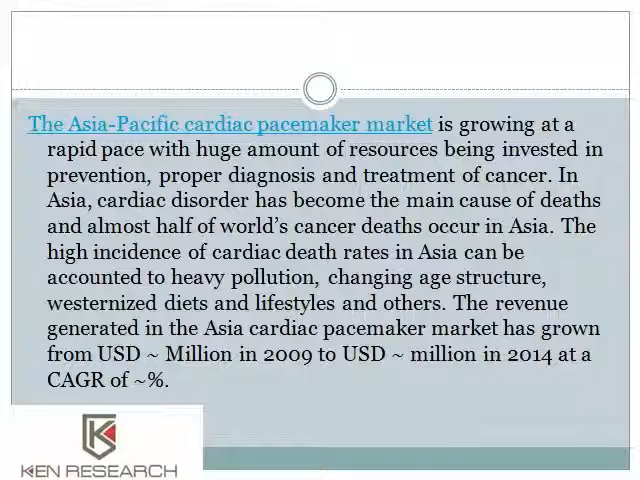 The Asia-Pacific cardiac pacemaker market is growing at a
rapid pace with huge amount of resources being invested in
prevention, proper diagnosis and treatment of cancer. In
Asia, cardiac disorder has become the main cause of deaths
and almost half of world’s cancer deaths occur in Asia. The
high incidence of cardiac death rates in Asia can be
accounted to heavy pollution, changing age structure,
westernized diets and lifestyles and others. The revenue
generated in the Asia cardiac pacemaker market has grown
from USD ~ Million in 2009 to USD ~ million in 2014 at a
CAGR of ~%.
KEN RESEARCH